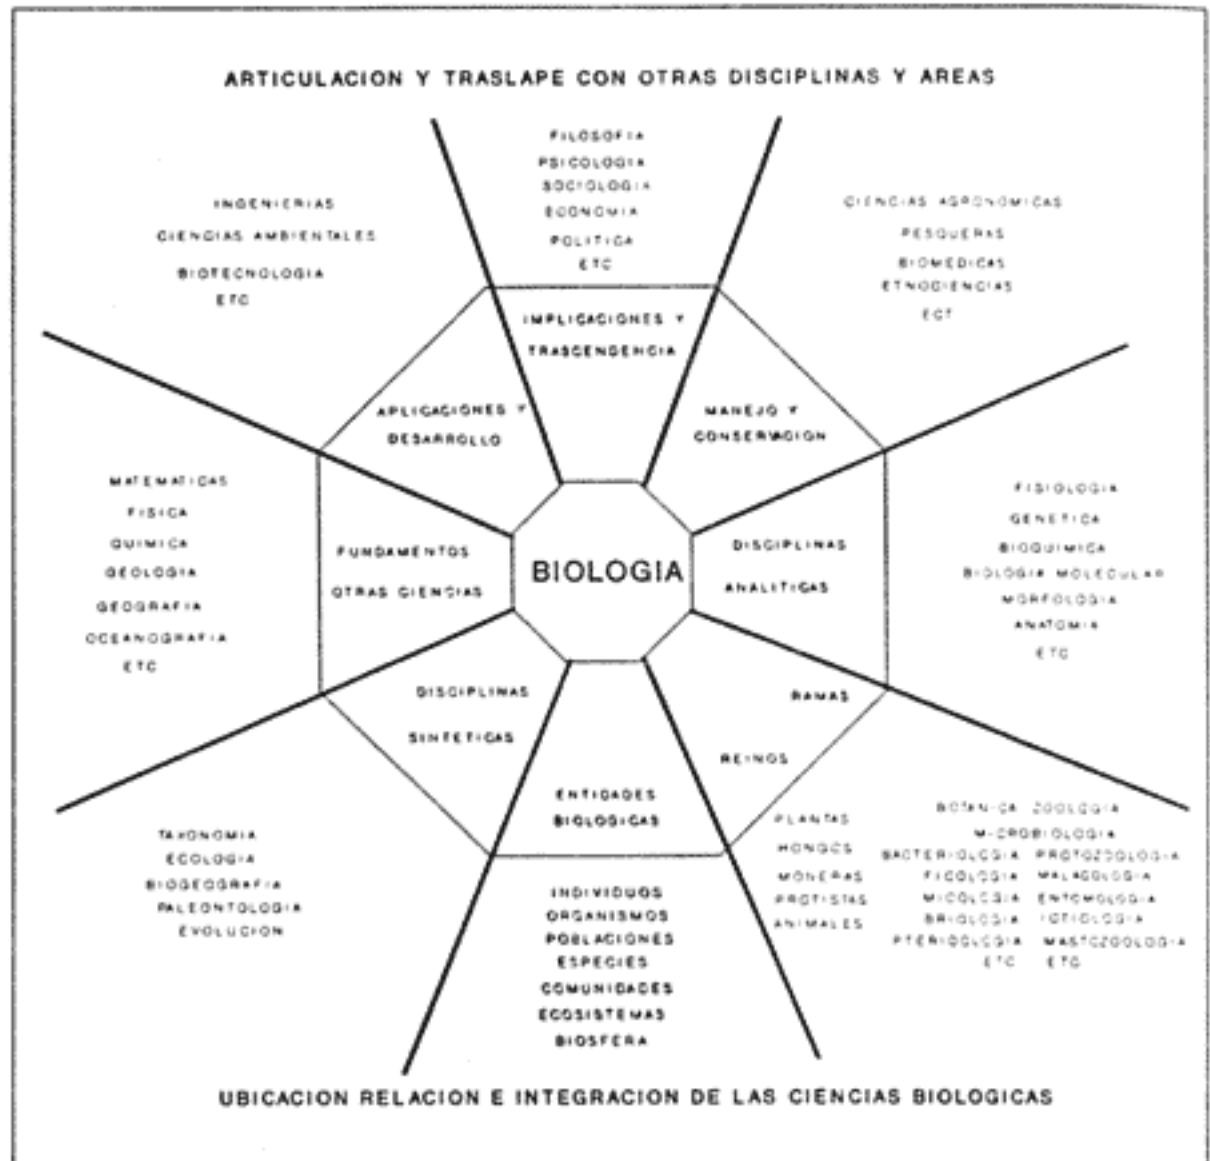 ARTICULACION Y TRASLAPE CON OTRAS DISCIPLINAS Y AREAS
FILOSOFIA
PSICOLOGIA
SOCIOLOGIA
ECONOMIA
POLITICA
ETC
INGENIERIAS
CIENCIAS AMBIENTALES
BIOTECNOLOGIA
ETC
CIENCIAS AGRONOMICAS
PESQUERAS
BIOMEDICAS
ETNOCIENCIAS
ECT
IMPLICACIONES Y
TRASCENDENCIA
APLICACIONES Y
DESARROLLO
MANEJO Y
CONSERVACION
MATEMATICAS
FISICA
QUIMICA
GEOLOGIA
GEOGRAFIA
OCEANOGRAFIA
ETC
FUNDAMENTOS
OTRAS CIENCIAS
BIOLOGIA
DISCIPLINAS
ANALITICAS
FISIOLOGIA
GENETICA
BIOQUIMICA
BIOLOGIA MOLECULAR
MORFOLOGIA
ANATOMIA
ETC
DISCIPLINAS
SINTETICAS
RAMAS
REINOS
ENTIDADES
BIOLOGICAS
TAXONOMIA
ECOLOGIA
BIOGEOGRAFIA
PALEONTOLOGIA
EVOLUCION
INDIVIDUOS
ORGANISMOS
POBLACIONES
ESPECIES
COMUNIDADES
ECOSISTEMAS
BIOSFERA
PLANTAS
HONGOS
MONERAS
PROTISTAS
ANIMALES
BOTANICA ZOOLOGIA
MICROBIOLOGIA
BACTERIOLOGIA PROTOZOOLOGIA
FICOLOGIA MALACOLOGIA
MICOLOGIA ENTOMOLOGIA
BRIOLOGIA ICTIOLOGIA
PTERIDOLOGIA MASTOZOOLOGIA
ETC ETC
UBICACION RELACION E INTEGRACION DE LAS CIENCIAS BIOLOGICAS